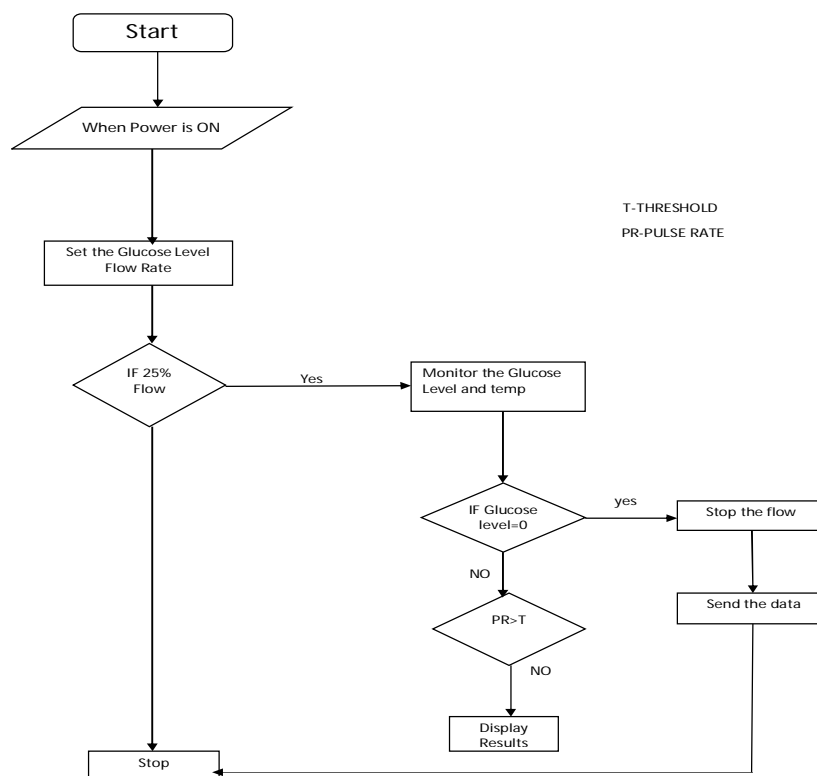 Start
When Power is ON
T-THRESHOLD
PR-PULSE RATE
Set the Glucose Level
Flow Rate
IF 25%
Flow
Yes
Monitor the Glucose
Level and temp
IF Glucose
level=0
yes
Stop the flow
NO
Send the data
PR>T
NO
Display
Results
Stop